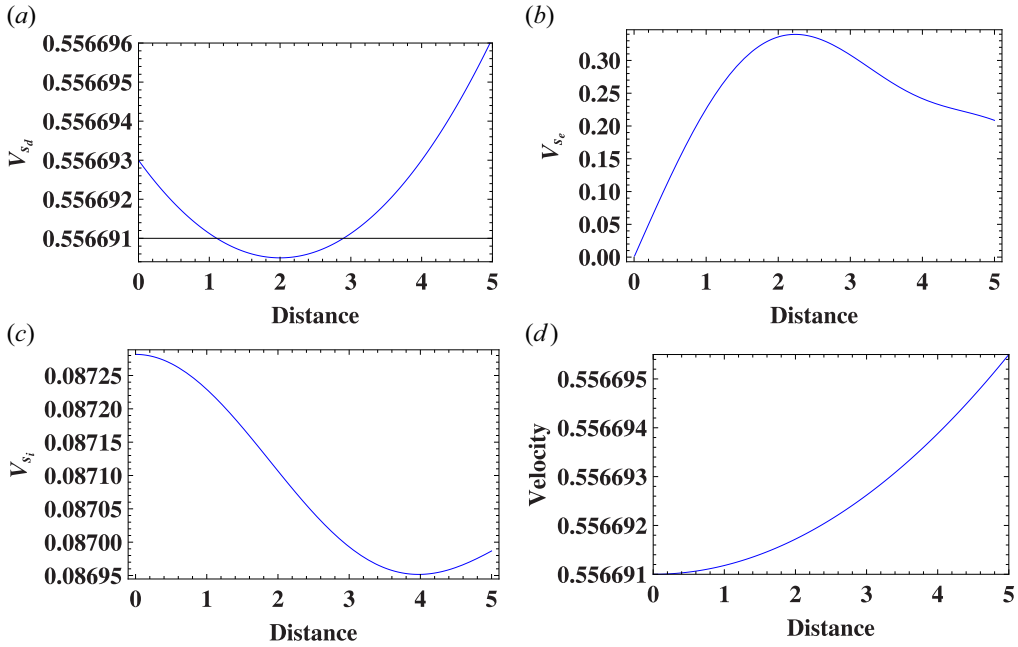 (a)
V_{s_d}
0.556696
0.556695
0.556694
0.556693
0.556692
0.556691
0 1 2 3 4 5
Distance
(b)
V_{s_e}
0.30
0.25
0.20
0.15
0.10
0.05
0.00
0 1 2 3 4 5
Distance
(c)
V_{s_i}
0.08725
0.08720
0.08715
0.08710
0.08705
0.08700
0.08695
0 1 2 3 4 5
Distance
(d)
Velocity
0.556695
0.556694
0.556693
0.556692
0.556691
0 1 2 3 4 5
Distance